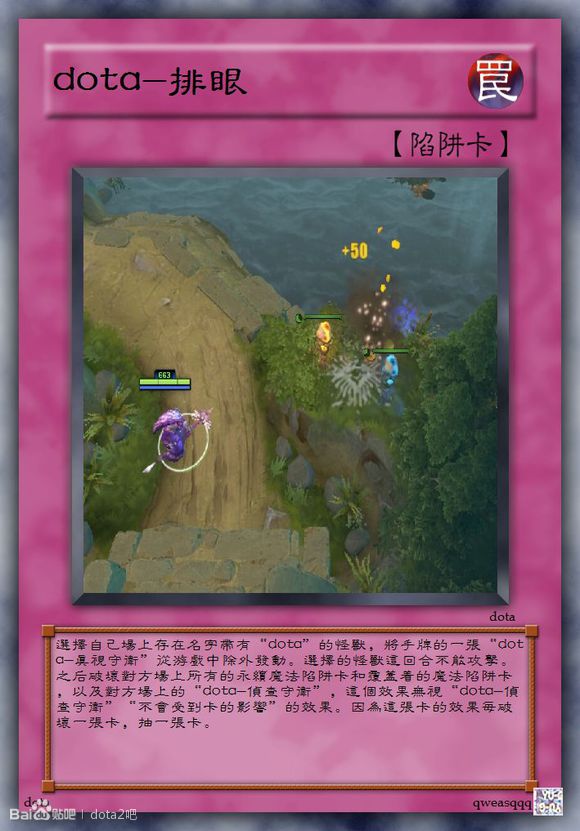 dota-排眼
罠
【陷阱卡】
+50
663
dota
選擇自己場上存在名字帶有“dota”的怪獸，將手牌的一張“dot
a-真視守衛”從游戲中除外發動。選擇的怪獸這回合不能攻擊。
之后破壞對方場上所有的永續魔法陷阱卡和覆蓋着的魔法陷阱卡
，以及對方場上的“dota-偵查守衛”，這個效果無視“dota-偵
查守衛”“不會受到卡的影響”的效果。因為這張卡的效果每破
壞一張卡，抽一張卡。
qweasqqq
Bai 贴吧 | dota2吧